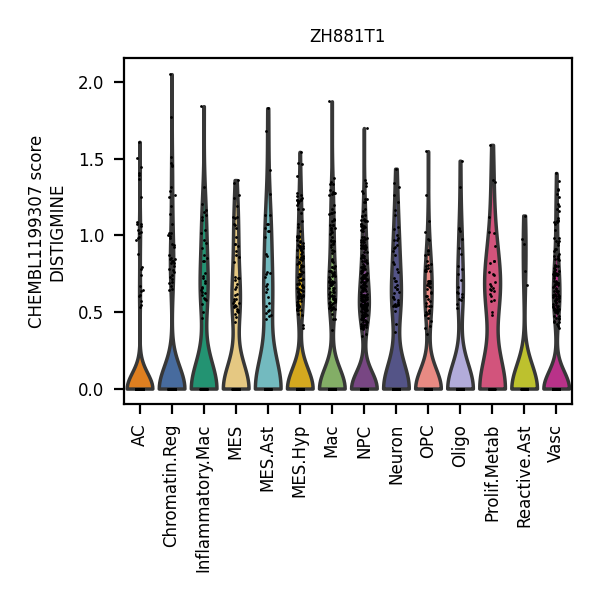 ZH881T1
CHEMBL1199307 score
DISTIGMINE
2.0
1.5
1.0
0.5
0.0
AC
Chromatin.Reg
Inflammatory.Mac
MES
MES.Ast
MES.Hyp
Mac
NPC
Neuron
OPC
Oligo
Prolif.Metab
Reactive.Ast
Vasc